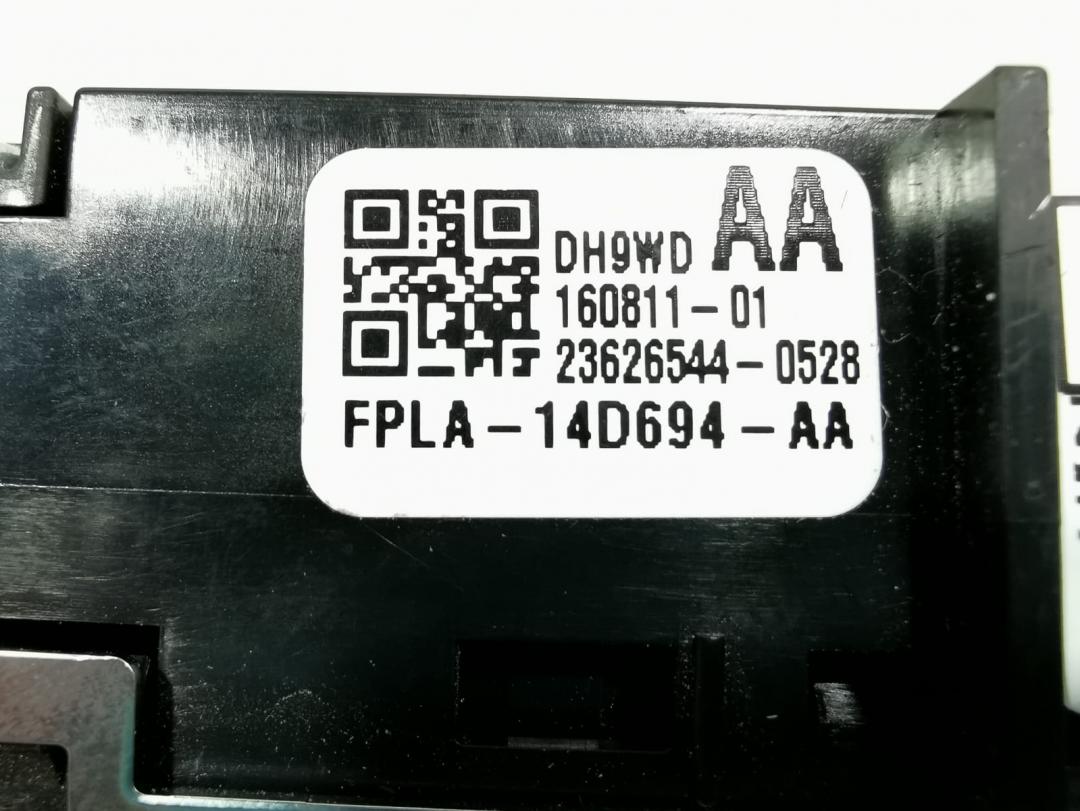 AA
DH9WD
160811-01
23626544-0528
FPLA-14D694-AA